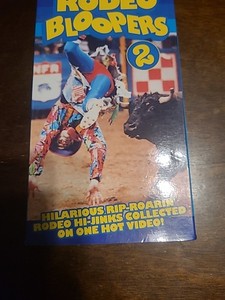 RODEO
BLOOPERS
2
HILARIOUS RIP-ROARIN'
RODEO HI-JINKS COLLECTED
ON ONE HOT VIDEO!